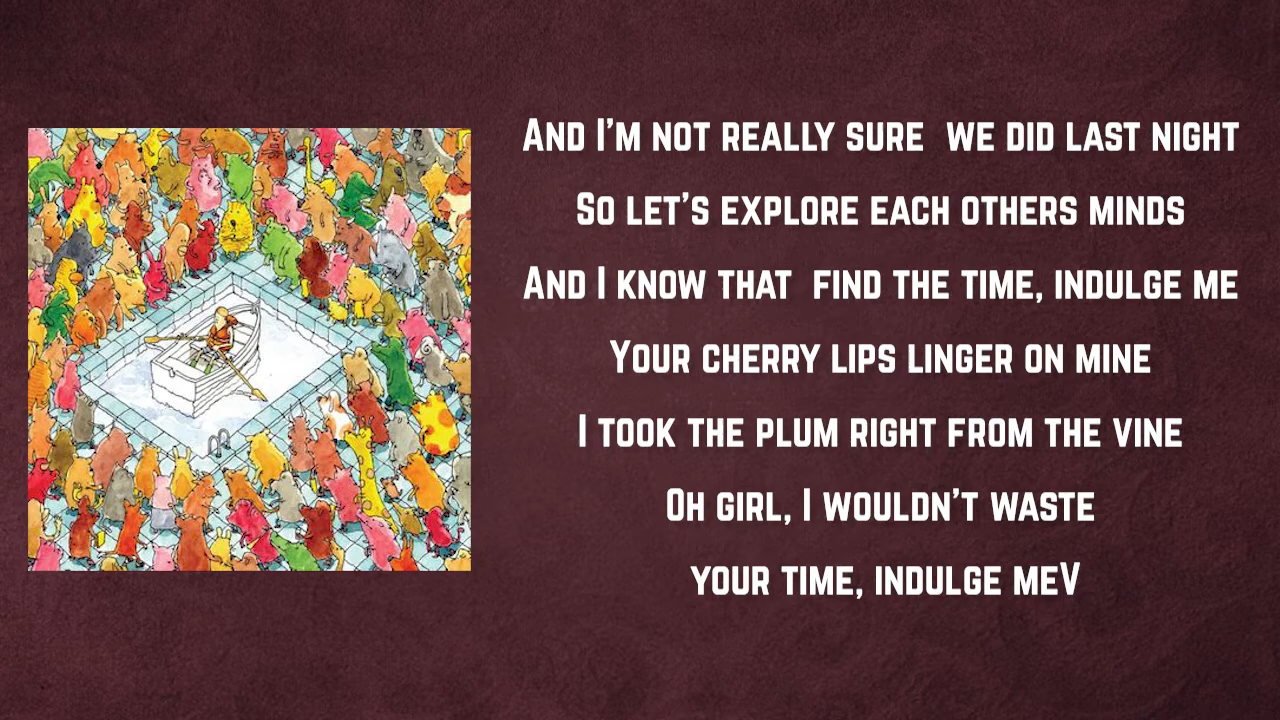 And I'm not really sure  we did last night
So let's explore each others minds
And I know that  find the time, indulge me
Your cherry lips linger on mine
I took the plum right from the vine
Oh girl, I wouldn't waste
your time, indulge meV